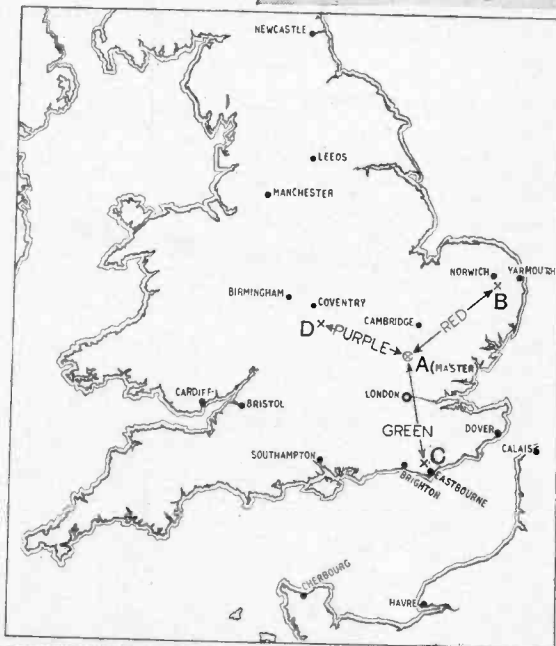 NEWCASTLE
LEEDS
MANCHESTER
NORWICH
YARMOUTH
B
BIRMINGHAM
COVENTRY
CAMBRIDGE
RED
D
PURPLE
A (MASTER
LONDON
CARDIFF
BRISTOL
GREEN
DOVER
SOUTHAMPTON
C
CALAIS
BRIGHTON
EASTBOURNE
CHERBOURG
HAVRE